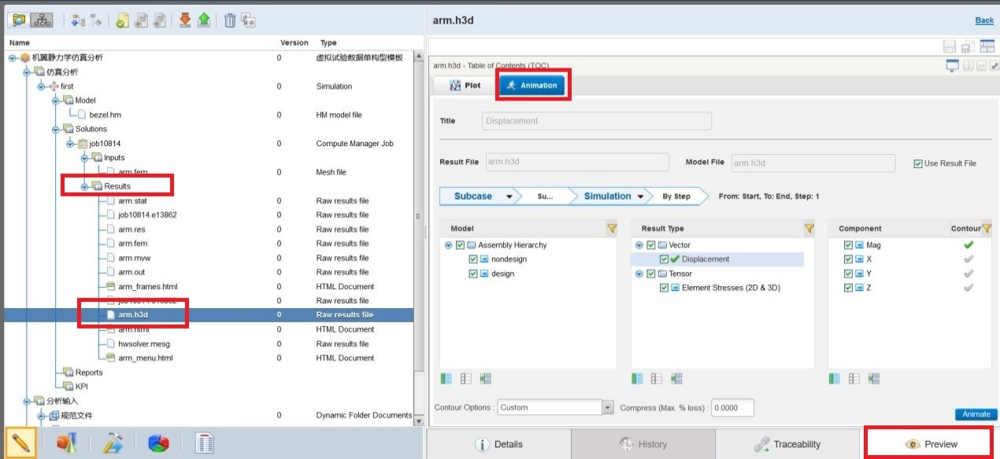 Name Version Type
机翼静力学仿真分析 0 虚拟试验数据单构型模板
仿真分析
first 0 Simulation
Model
bezel.hm 0 HM model file
Solutions
job10814 0 Compute Manager Job
Inputs
arm.fem 0 Mesh file
Results
arm.stat 0 Raw results file
job10814.e13862 0 Raw results file
arm.res 0 Raw results file
arm.fem 0 Raw results file
arm.mvw 0 Raw results file
arm.out 0 Raw results file
arm_frames.html 0 HTML Document
job10814.o13862 0 Raw results file
arm.h3d 0 Raw results file
arm.html 0 HTML Document
hwsolver.mesg 0 Raw results file
arm_menu.html 0 HTML Document
Reports
KPI
分析输入
规范文件 0 Dynamic Folder Documents
arm.h3d Back
arm.h3d - Table of Contents (TOC)
Plot Animation
Title Displacement
Result File arm.h3d Model File arm.h3d Use Result File
Subcase Su... Simulation By Step From: Start, To: End, Step: 1
Model
Assembly Hierarchy
nondesign
design
Result Type
Vector
Displacement
Tensor
Element Stresses (2D & 3D)
Component Contour
Mag
X
Y
Z
Contour Options : Custom Compress (Max. % loss) : 0.0000
Animate
Details History Traceability Preview